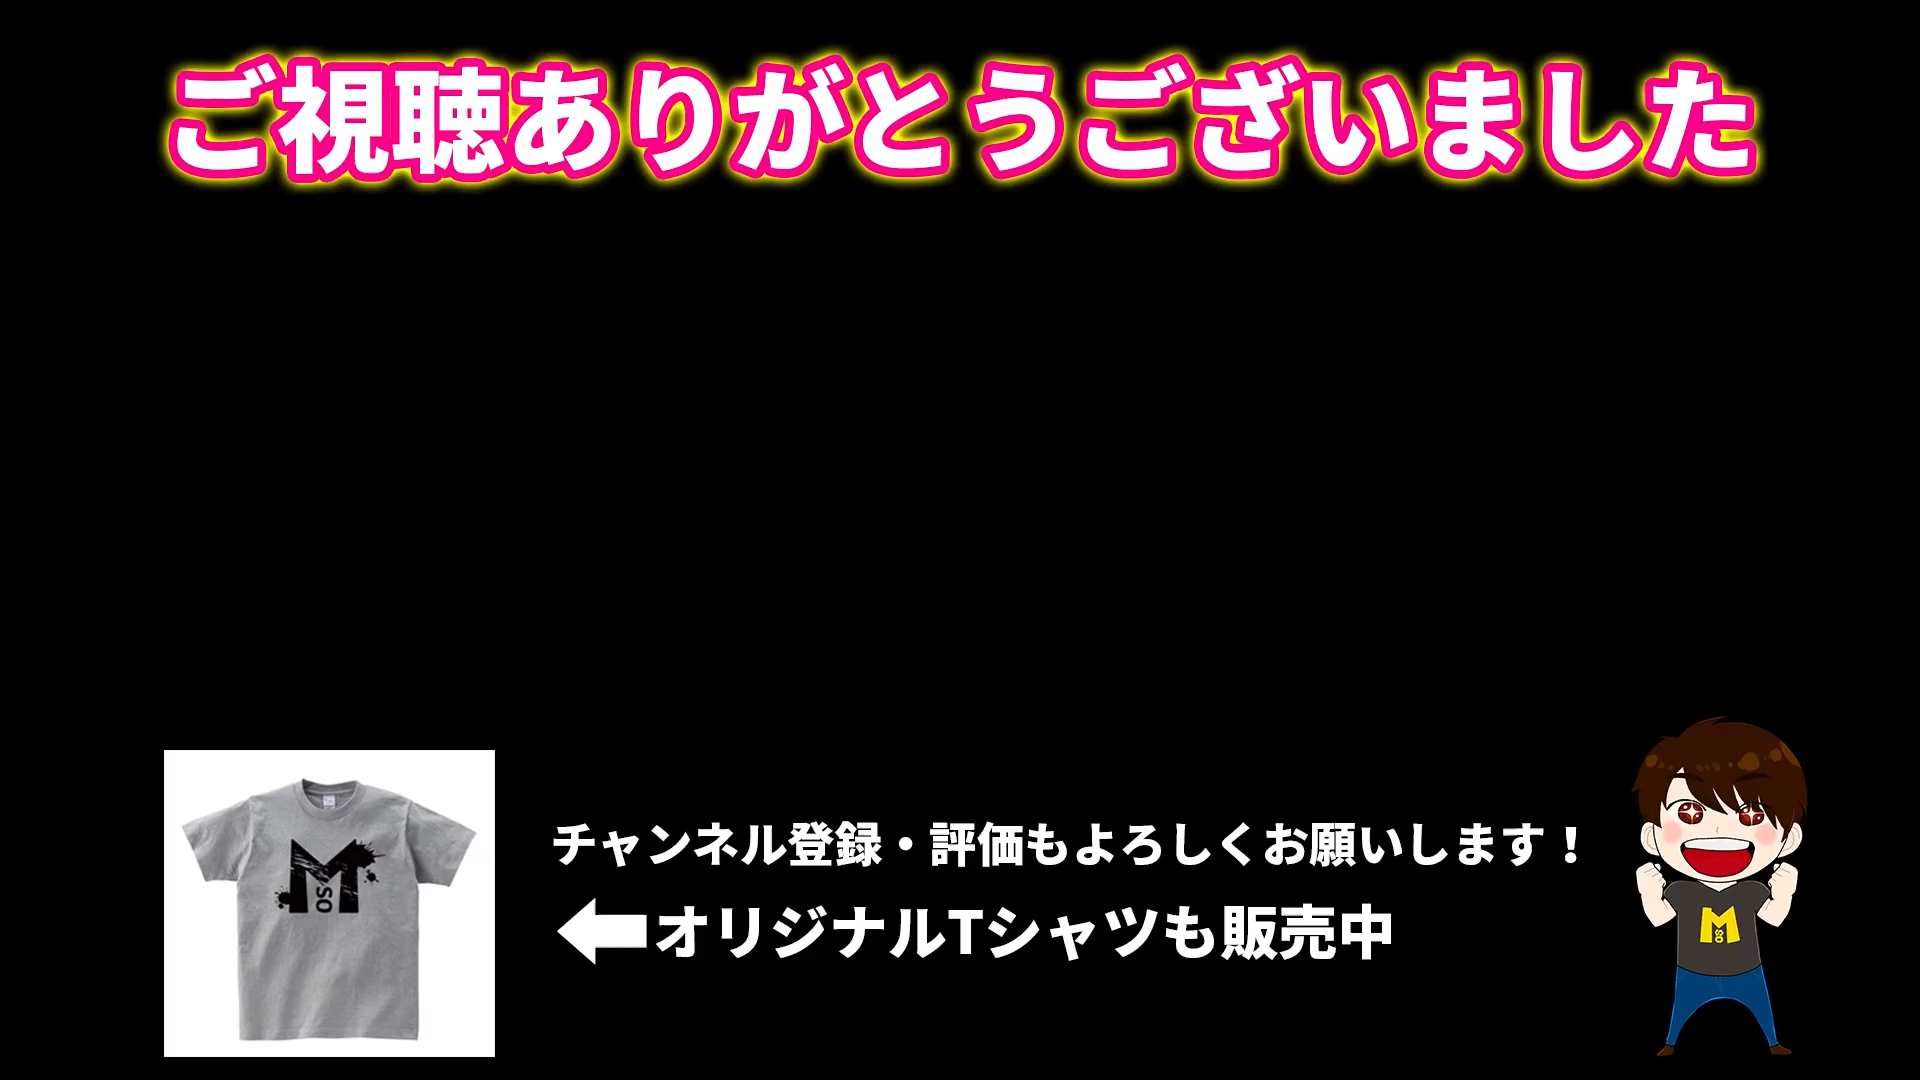 ご視聴ありがとうございました
チャンネル登録・評価もよろしくお願いします！
オリジナルTシャツも販売中
M
SO
M
SO